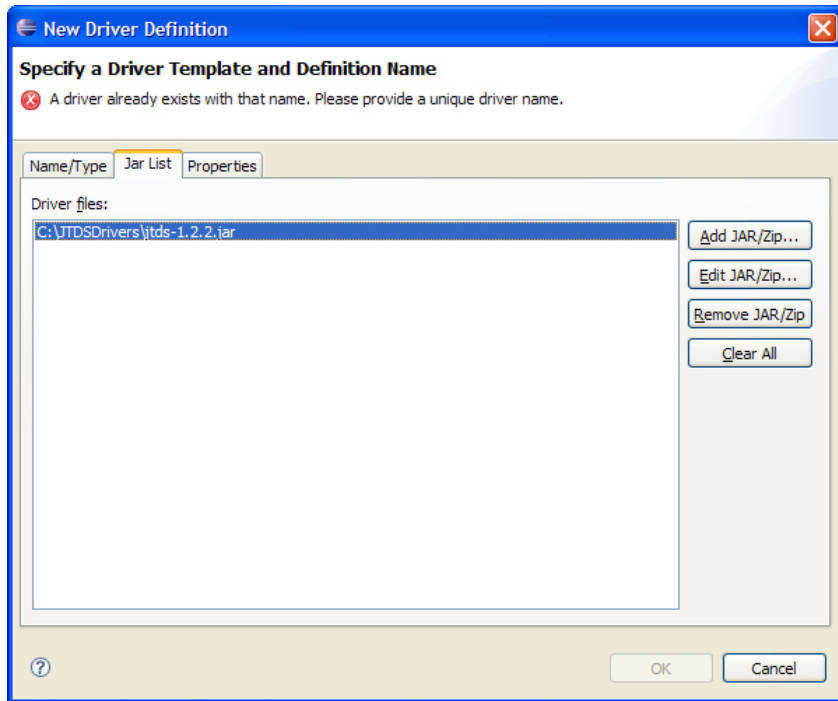 New Driver Definition
Specify a Driver Template and Definition Name
A driver already exists with that name. Please provide a unique driver name.
Name/Type Jar List Properties
Driver files:
C:\JTDSDrivers\jtds-1.2.2.jar
Add JAR/Zip...
Edit JAR/Zip...
Remove JAR/Zip
Clear All
? OK Cancel